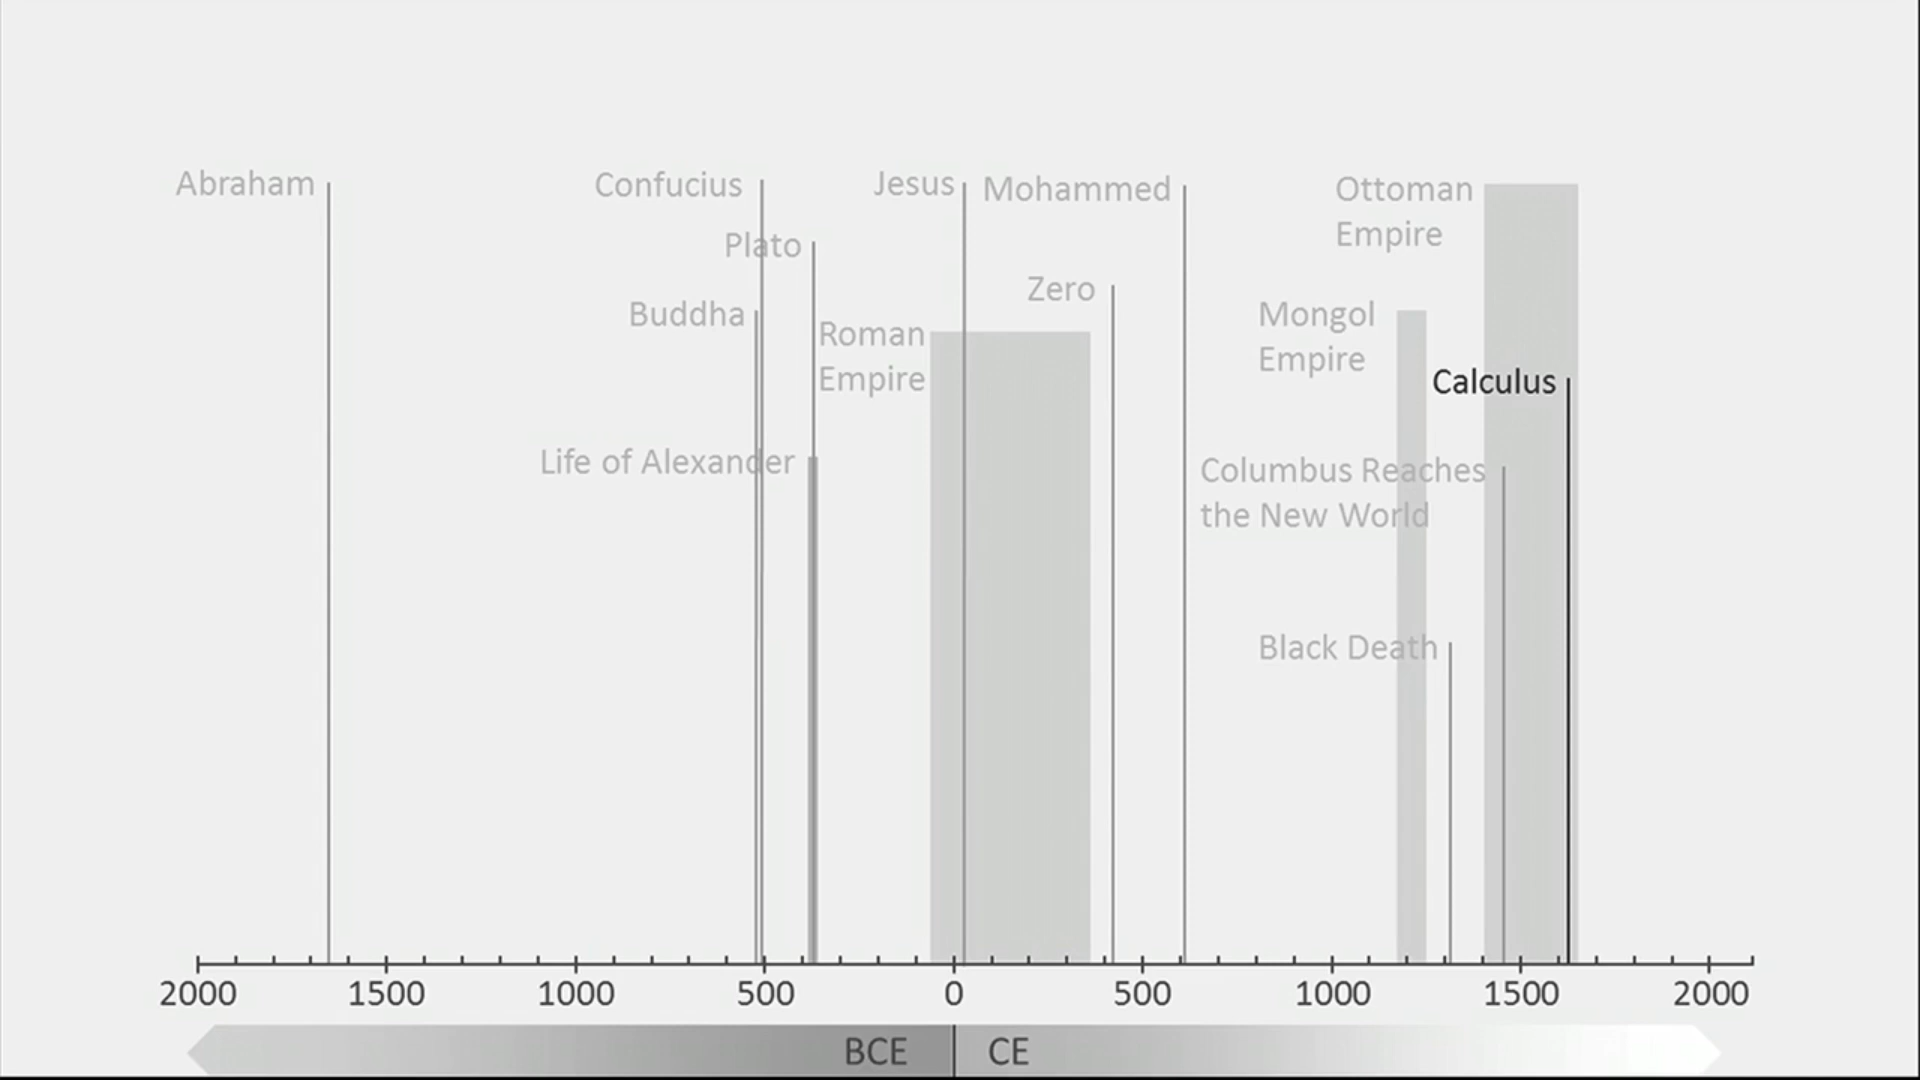 Abraham
Confucius
Jesus
Mohammed
Ottoman
Empire
Plato
Zero
Buddha
Roman
Empire
Mongol
Empire
Calculus
Life of Alexander
Columbus Reaches
the New World
Black Death
2000 1500 1000 500 0 500 1000 1500 2000
BCE CE